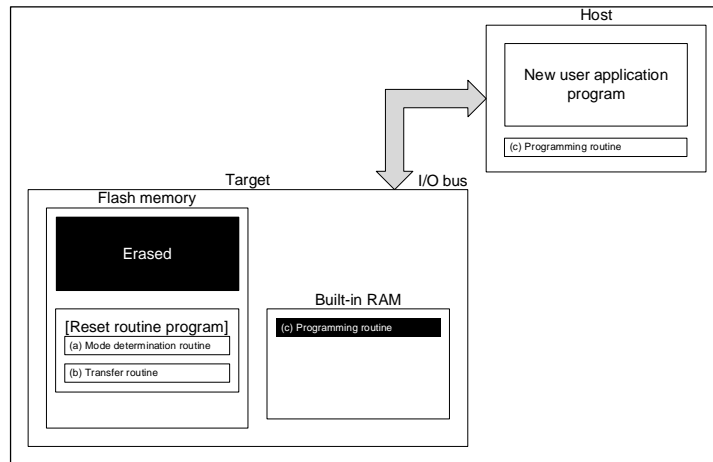 Host
New user application
program
(c) Programming routine
Target
I/O bus
Flash memory
Erased
Built-in RAM
(c) Programming routine
[Reset routine program]
(a) Mode determination routine
(b) Transfer routine